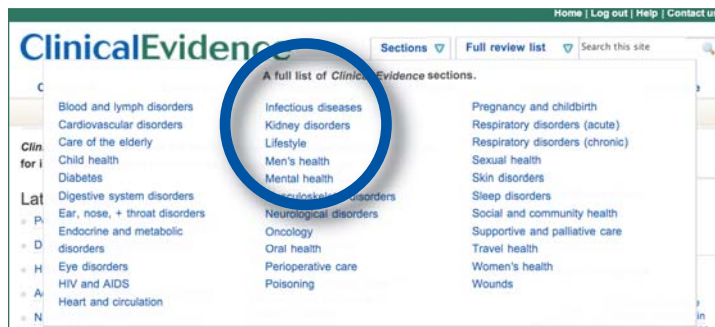 Home | Log out | Help | Contact us
ClinicalEvidence
Sections
Full review list
Search this site
A full list of Clinical Evidence sections.
Blood and lymph disorders
Cardiovascular disorders
Care of the elderly
Child health
Diabetes
Digestive system disorders
Ear, nose, + throat disorders
Endocrine and metabolic
disorders
Eye disorders
HIV and AIDS
Heart and circulation
Infectious diseases
Kidney disorders
Lifestyle
Men's health
Mental health
Musculoskeletal disorders
Neurological disorders
Oncology
Oral health
Perioperative care
Poisoning
Pregnancy and childbirth
Respiratory disorders (acute)
Respiratory disorders (chronic)
Sexual health
Skin disorders
Sleep disorders
Social and community health
Supportive and palliative care
Travel health
Women's health
Wounds